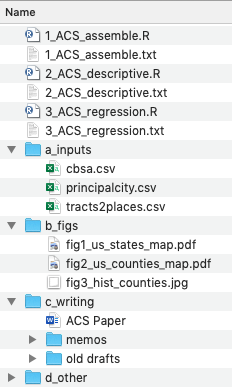 Name
1_ACS_assemble.R
1_ACS_assemble.txt
2_ACS_descriptive.R
2_ACS_descriptive.txt
3_ACS_regression.R
3_ACS_regression.txt
a_inputs
cbsa.csv
principalcity.csv
tracts2places.csv
b_figs
fig1_us_states_map.pdf
fig2_us_counties_map.pdf
fig3_hist_counties.jpg
c_writing
ACS Paper
memos
old drafts
d_other